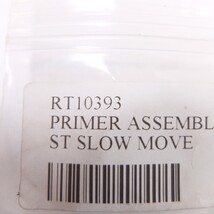 RT10393
PRIMER ASSEMBL
ST SLOW MOVE